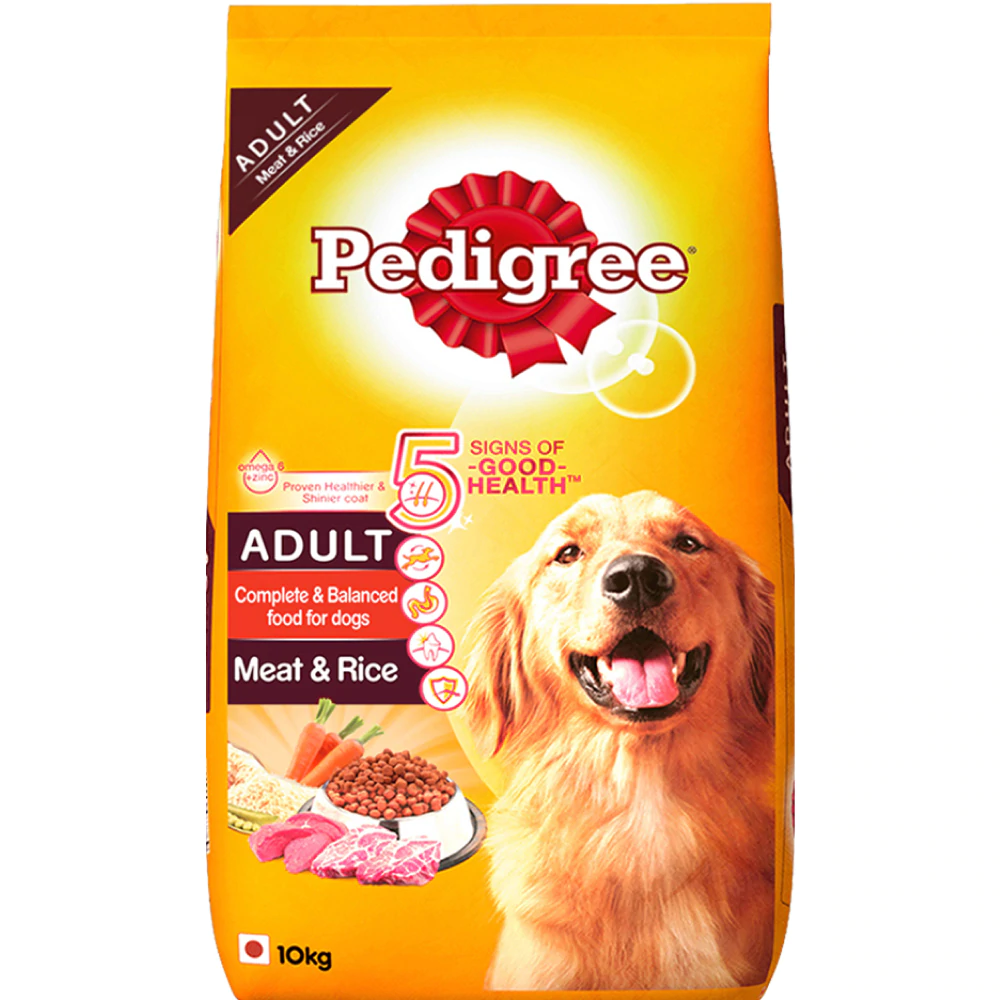 ADULT
Meat & Rice
Pedigree®
5 SIGNS OF
-GOOD-
HEALTH™
omega 6
+zinc
Proven Healthier &
Shinier coat
ADULT
Complete & Balanced
food for dogs
Meat & Rice
10kg
ADULT